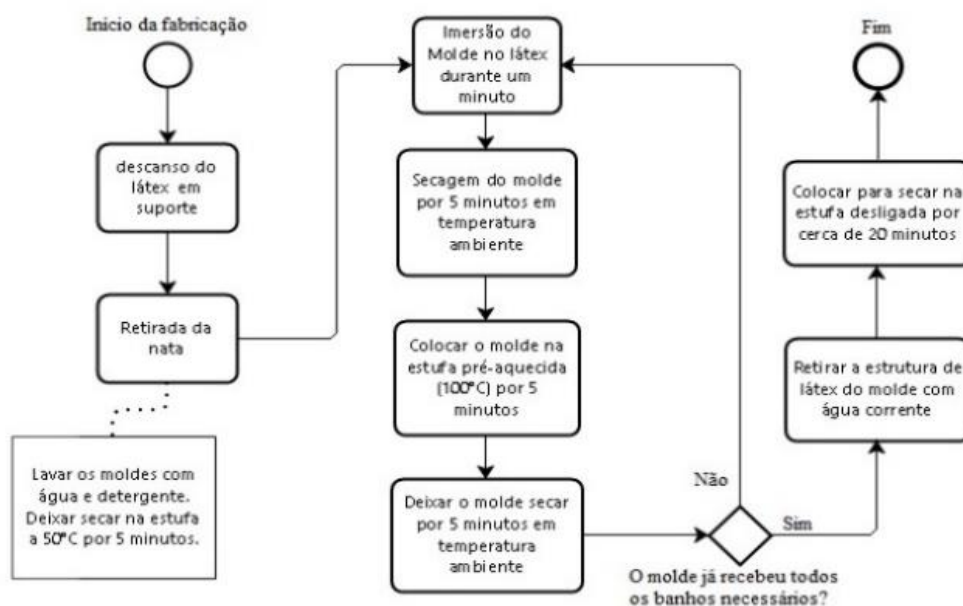 Inicio da fabricação
descanso do
látex em
suporte
Retirada da
nata
Lavar os moldes com
água e detergente.
Deixar secar na estufa
a 50°C por 5 minutos.
Imersão do
Molde no látex
durante um
minuto
Secagem do molde
por 5 minutos em
temperatura
ambiente
Colocar o molde na
estufa pré-aquecida
(100°C) por 5
minutos
Deixar o molde secar
por 5 minutos em
temperatura
ambiente
Não
Sim
O molde já recebeu todos
os banhos necessários?
Retirar a estrutura de
látex do molde com
água corrente
Colocar para secar na
estufa desligada por
cerca de 20 minutos
Fim